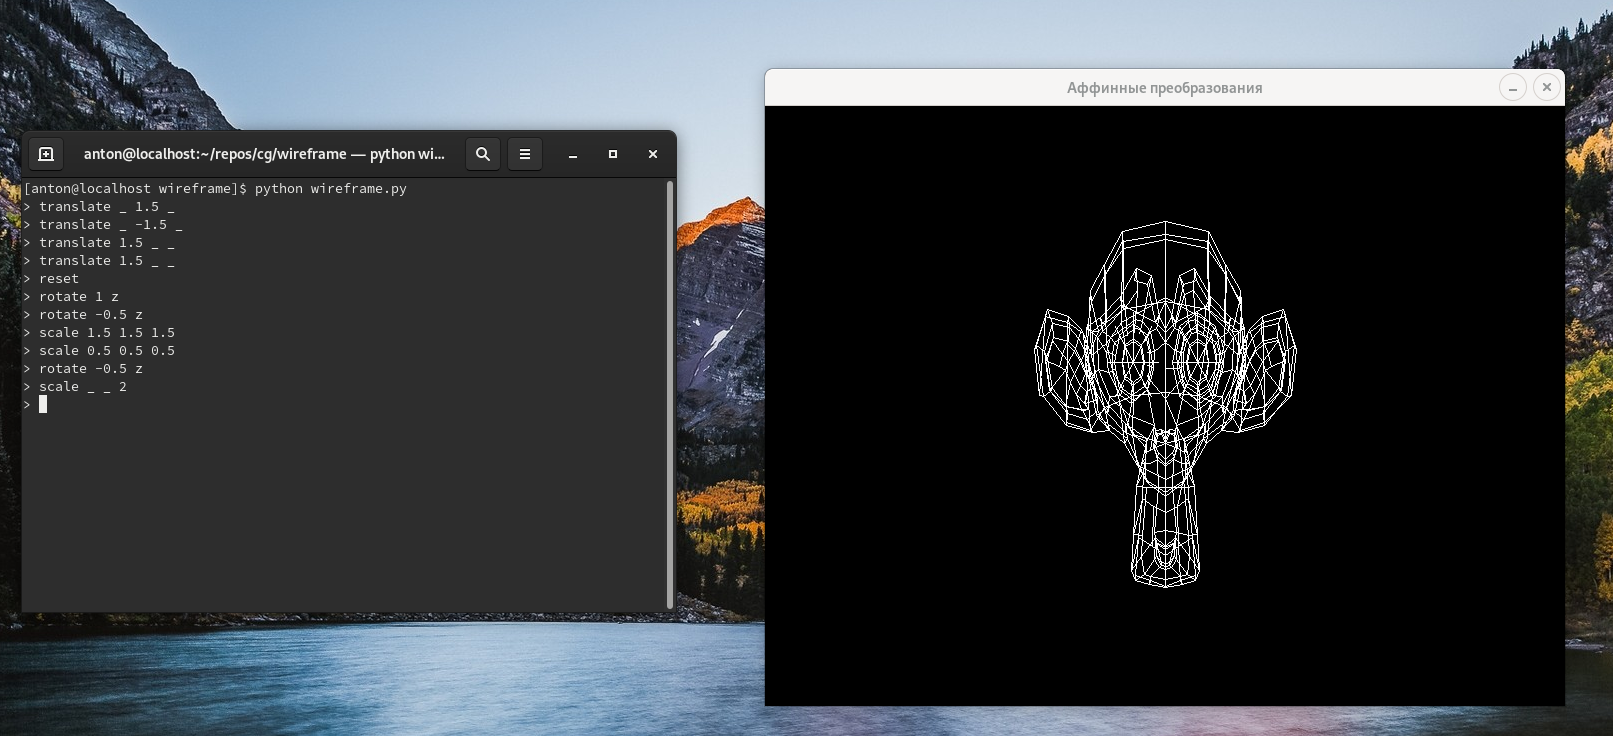 anton@localhost:~/repos/cg/wireframe — python wi…
[anton@localhost wireframe]$ python wireframe.py
> translate _ 1.5 _
> translate _ -1.5 _
> translate 1.5 _ _
> translate 1.5 _ _
> reset
> rotate 1 z
> rotate -0.5 z
> scale 1.5 1.5 1.5
> scale 0.5 0.5 0.5
> rotate -0.5 z
> scale _ _ 2
>
Аффинные преобразования